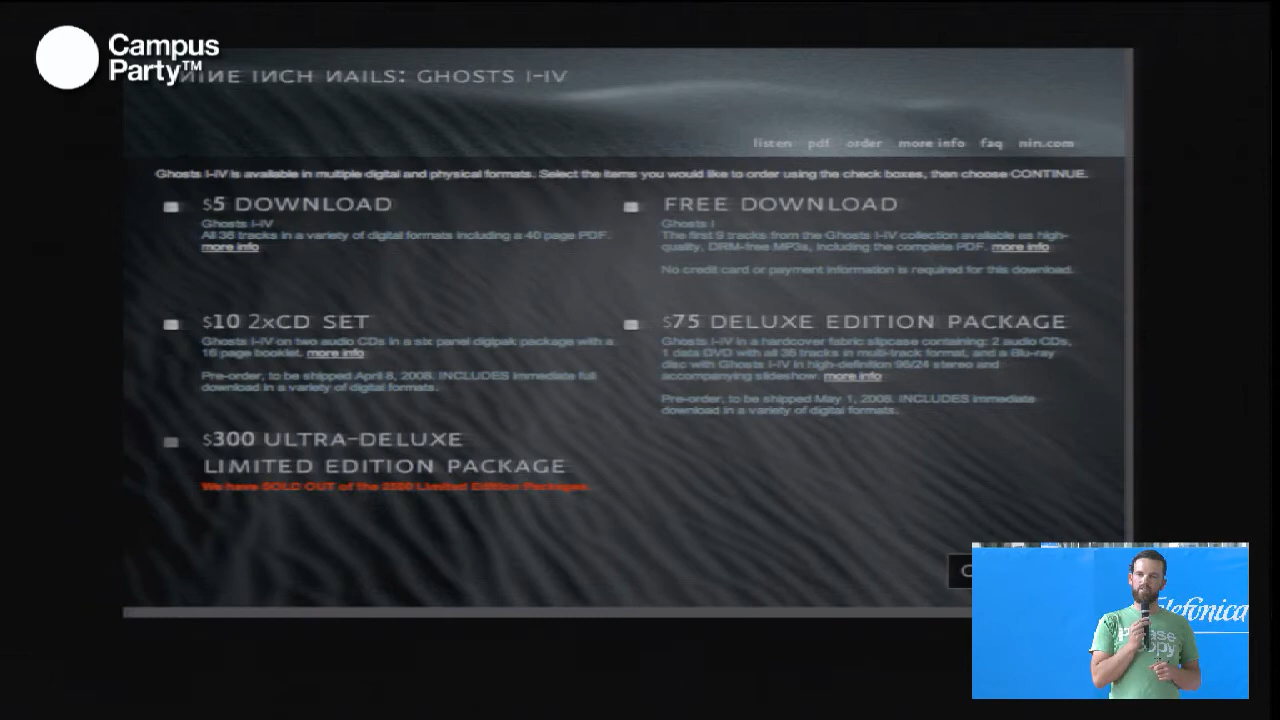 Campus
Party™
NINE INCH NAILS: GHOSTS I-IV
listen pdf order more info faq nin.com
Ghosts I-IV is available in multiple digital and physical formats. Select the items you would like to order using the check boxes, then choose CONTINUE.
$5 DOWNLOAD
Ghosts I-IV
All 36 tracks in a variety of digital formats including a 40 page PDF.
more info
FREE DOWNLOAD
Ghosts I
The first 9 tracks from the Ghosts I-IV collection available as high-
quality, DRM-free MP3s, including the complete PDF. more info
No credit card or payment information is required for this download.
$10 2xCD SET
Ghosts I-IV on two audio CDs in a six panel digipak package with a
16 page booklet. more info
Pre-order, to be shipped April 8, 2008. INCLUDES immediate full
download in a variety of digital formats.
$75 DELUXE EDITION PACKAGE
Ghosts I-IV in a hardcover fabric slipcase containing: 2 audio CDs,
1 data DVD with all 36 tracks in multi-track format, and a Blu-ray
disc with Ghosts I-IV in high-definition 96/24 stereo and
accompanying slideshow. more info
Pre-order, to be shipped May 1, 2008. INCLUDES immediate
download in a variety of digital formats.
$300 ULTRA-DELUXE
LIMITED EDITION PACKAGE
We have SOLD OUT of the 2500 Limited Edition Packages.
C
Telefónica
Please
copy